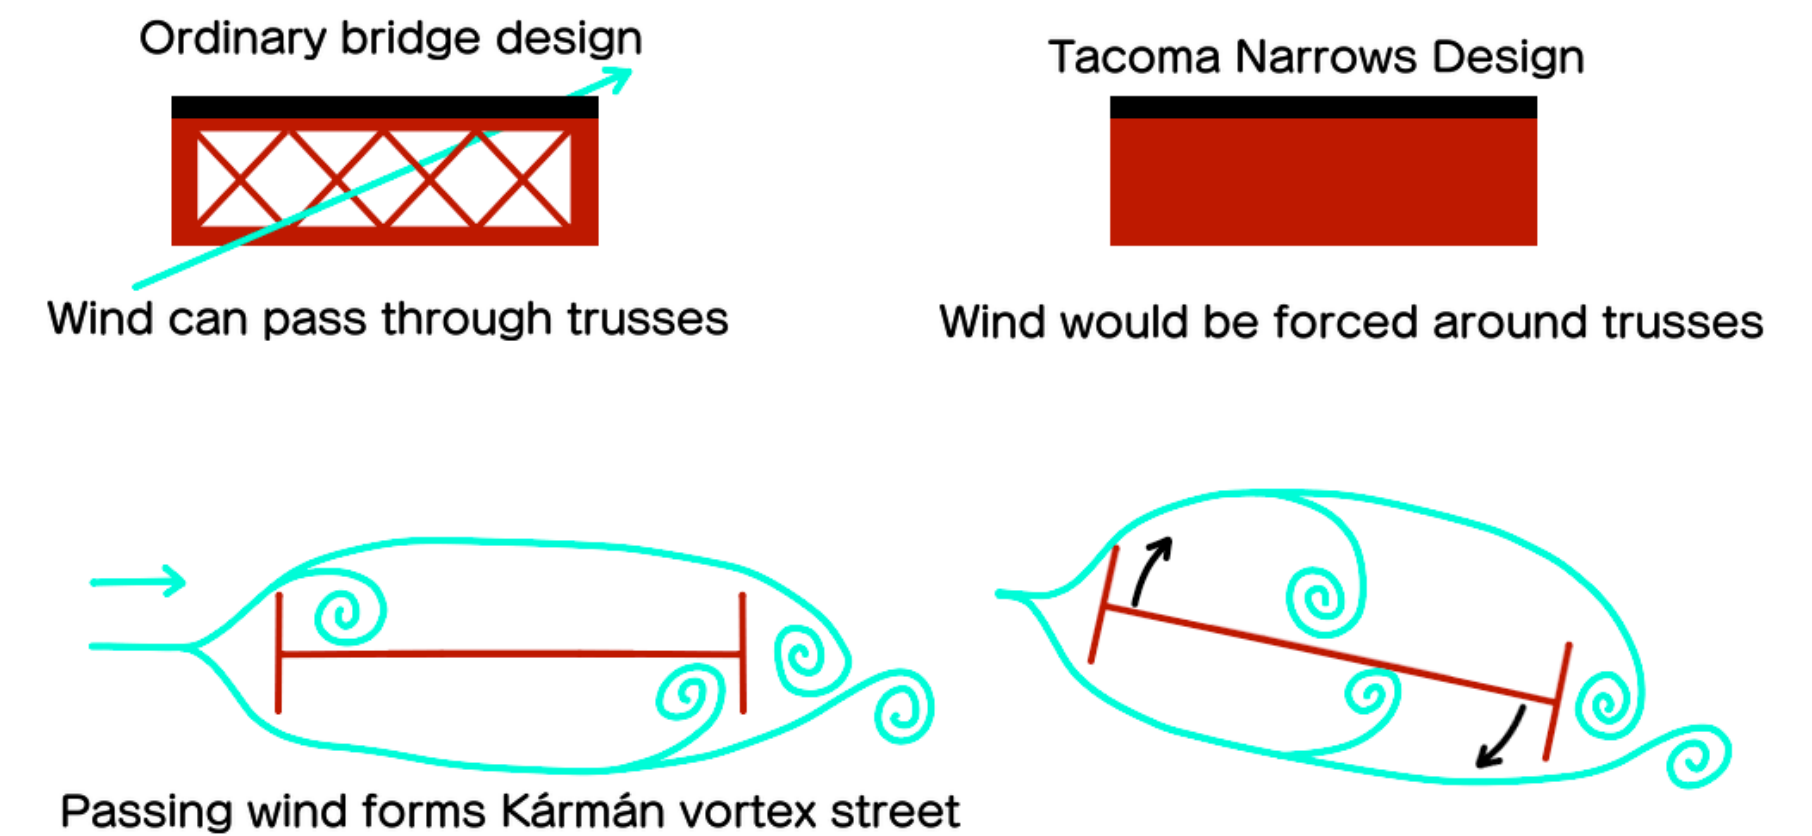 Ordinary bridge design
Tacoma Narrows Design
Wind can pass through trusses
Wind would be forced around trusses
Passing wind forms Kármán vortex street